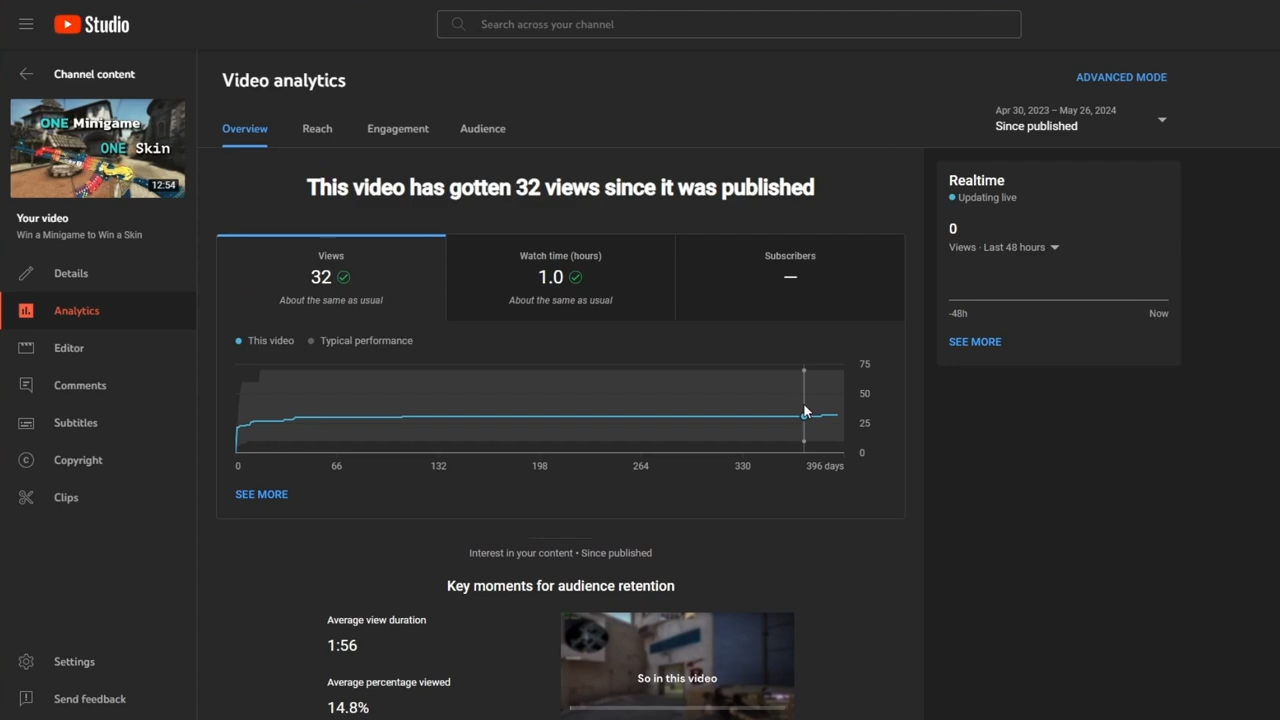 Studio
Search across your channel
Channel content
ONE Minigame
ONE Skin
12:54
Your video
Win a Minigame to Win a Skin
Details
Analytics
Editor
Comments
Subtitles
Copyright
Clips
Settings
Send feedback
Video analytics
ADVANCED MODE
Overview
Reach
Engagement
Audience
Apr 30, 2023 – May 26, 2024
Since published
This video has gotten 32 views since it was published
Views
32
About the same as usual
Watch time (hours)
1.0
About the same as usual
Subscribers
—
This video
Typical performance
75
50
25
0
0 66 132 198 264 330 396 days
SEE MORE
Interest in your content • Since published
Key moments for audience retention
Average view duration
1:56
Average percentage viewed
14.8%
So in this video
Realtime
Updating live
0
Views · Last 48 hours
-48h Now
SEE MORE